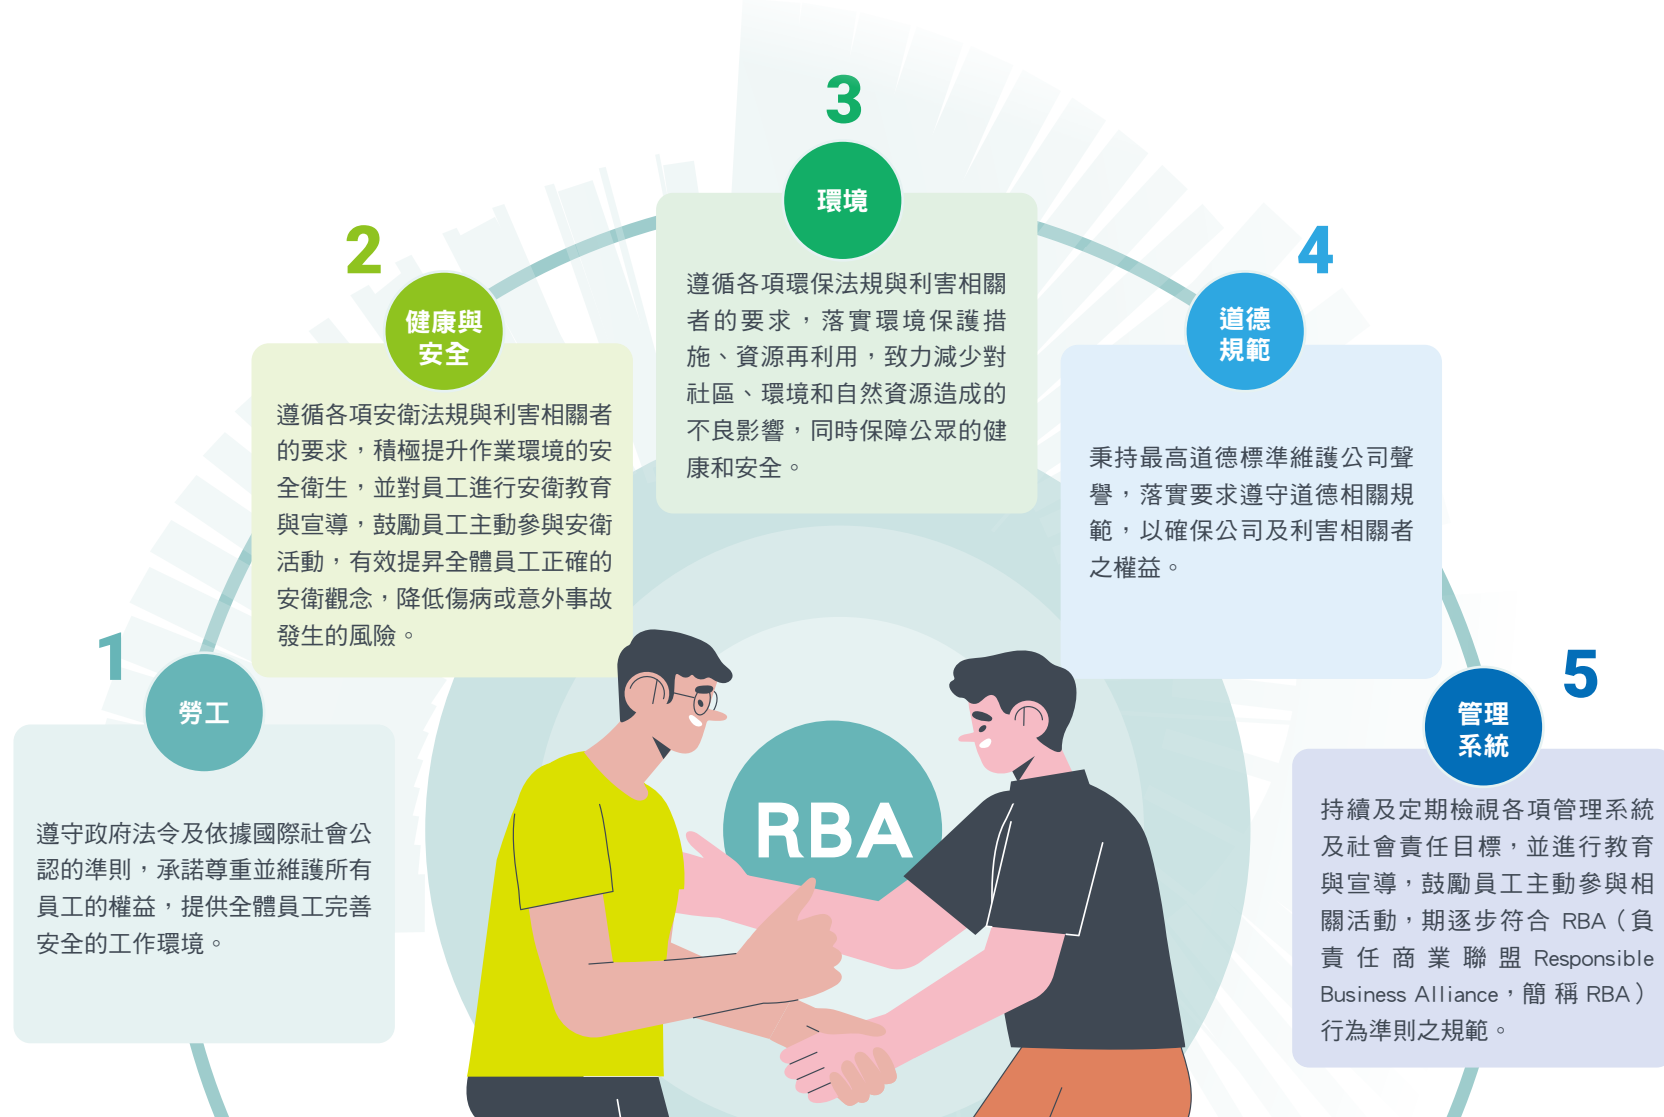 1
勞工
遵守政府法令及依據國際社會公
認的準則，承諾尊重並維護所有
員工的權益，提供全體員工完善
安全的工作環境。
2
健康與
安全
遵循各項安衛法規與利害相關者
的要求，積極提升作業環境的安
全衛生，並對員工進行安衛教育
與宣導，鼓勵員工主動參與安衛
活動，有效提昇全體員工正確的
安衛觀念，降低傷病或意外事故
發生的風險。
3
環境
遵循各項環保法規與利害相關
者的要求，落實環境保護措
施、資源再利用，致力減少對
社區、環境和自然資源造成的
不良影響，同時保障公眾的健
康和安全。
4
道德
規範
秉持最高道德標準維護公司聲
譽，落實要求遵守道德相關規
範，以確保公司及利害相關者
之權益。
5
管理
系統
持續及定期檢視各項管理系統
及社會責任目標，並進行教育
與宣導，鼓勵員工主動參與相
關活動，期逐步符合 RBA（負
責任商業聯盟 Responsible
Business Alliance，簡稱 RBA）
行為準則之規範。
RBA